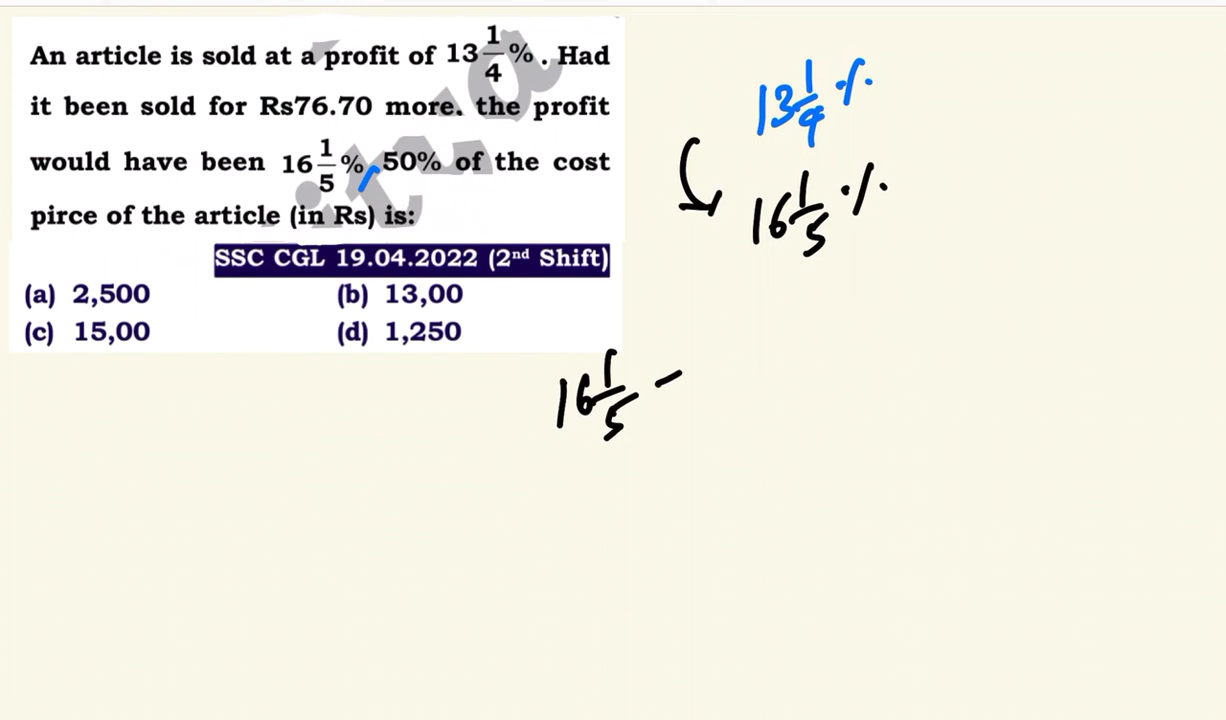 An article is sold at a profit of 13 1/4 %. Had
it been sold for Rs76.70 more. the profit
would have been 16 1/5 % 50% of the cost
pirce of the article (in Rs) is:
SSC CGL 19.04.2022 (2nd Shift)
(a) 2,500 (b) 13,00
(c) 15,00 (d) 1,250
13 1/4 %
16 1/5 %
16 1/5 -